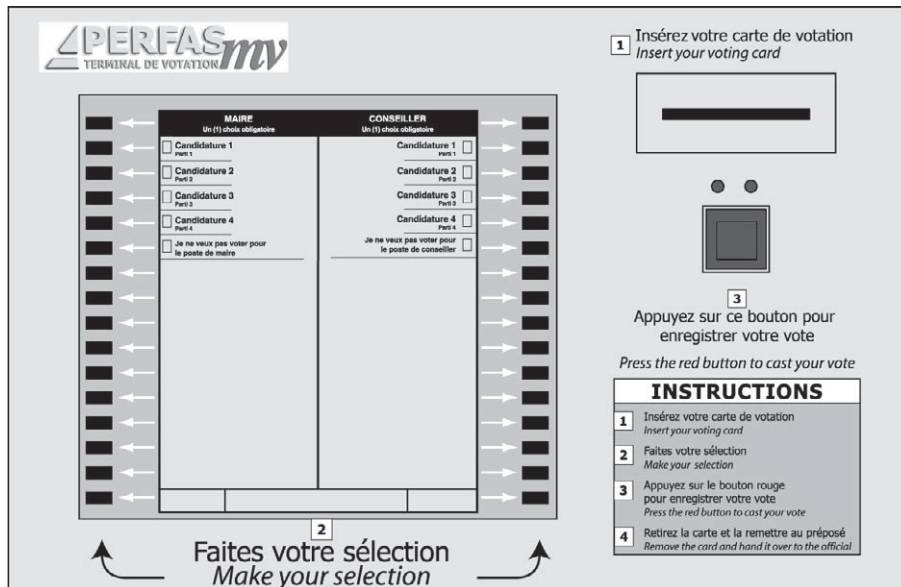 PERFAS mv
TERMINAL DE VOTATION
1 Insérez votre carte de votation
Insert your voting card
MAIRE
Un (1) choix obligatoire
Candidature 1
Parti 1
Candidature 2
Parti 2
Candidature 3
Parti 3
Candidature 4
Parti 4
Je ne veux pas voter pour
le poste de maire
CONSEILLER
Un (1) choix obligatoire
Candidature 1
Parti 1
Candidature 2
Parti 2
Candidature 3
Parti 3
Candidature 4
Parti 4
Je ne veux pas voter pour
le poste de conseiller
2
Faites votre sélection
Make your selection
3
Appuyez sur ce bouton pour
enregistrer votre vote
Press the red button to cast your vote
INSTRUCTIONS
1 Insérez votre carte de votation
Insert your voting card
2 Faites votre sélection
Make your selection
3 Appuyez sur le bouton rouge
pour enregistrer votre vote
Press the red button to cast your vote
4 Retirez la carte et la remettre au préposé
Remove the card and hand it over to the official